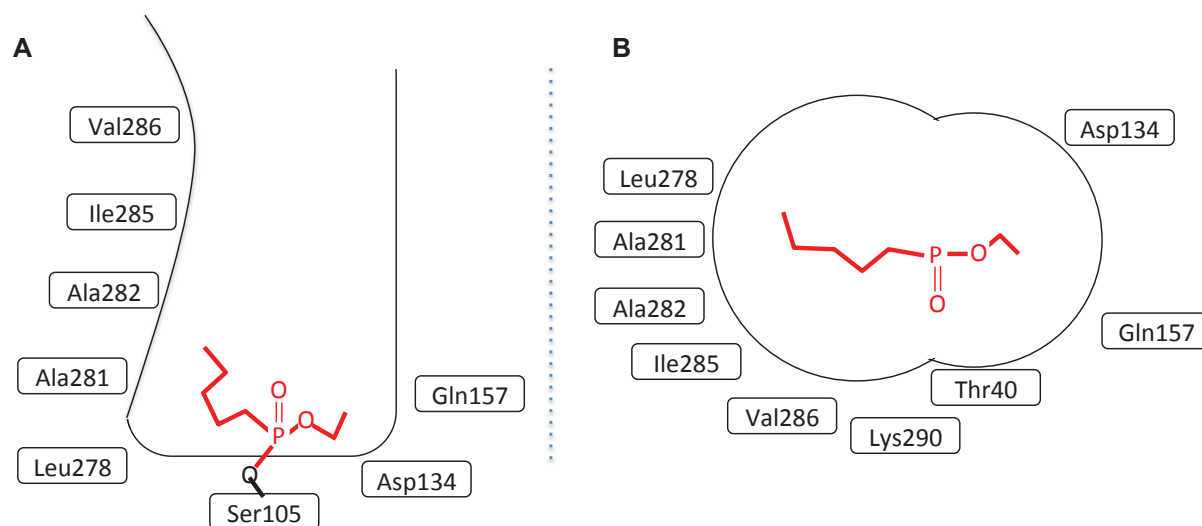 A
Val286
Ile285
Ala282
Ala281
Leu278
O
P
O
O
Ser105
Gln157
Asp134
B
Asp134
Leu278
Ala281
Ala282
Ile285
Val286
Lys290
Thr40
Gln157
P
O
O